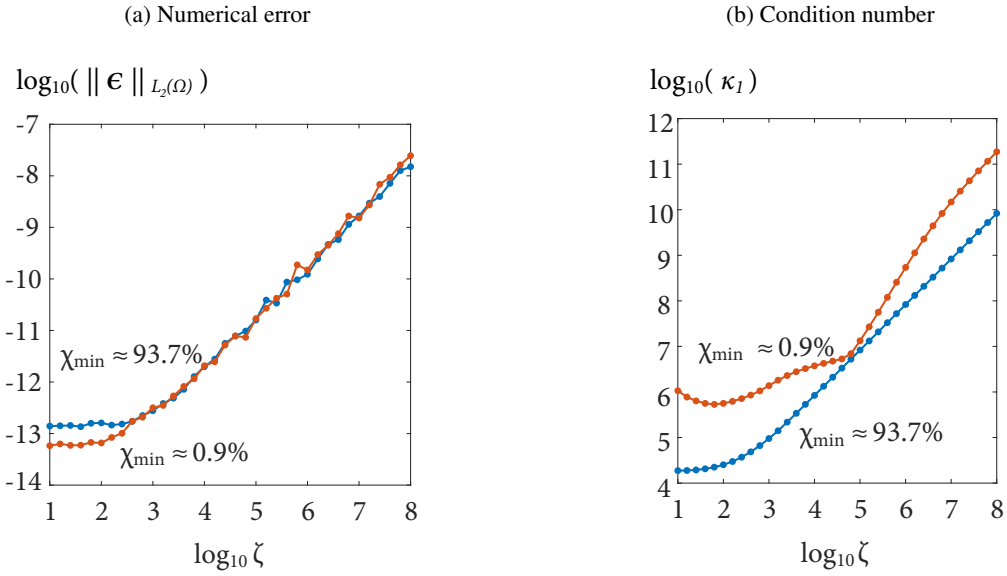 (a) Numerical error
log₁₀( || ϵ || L₂(Ω) )
-7
-8
-9
-10
-11
-12
-13
-14
χmin ≈ 93.7%
χmin ≈ 0.9%
1 2 3 4 5 6 7 8
log₁₀ ζ
(b) Condition number
log₁₀( κ₁ )
12
11
10
9
8
7
6
5
4
χmin ≈ 0.9%
χmin ≈ 93.7%
1 2 3 4 5 6 7 8
log₁₀ ζ